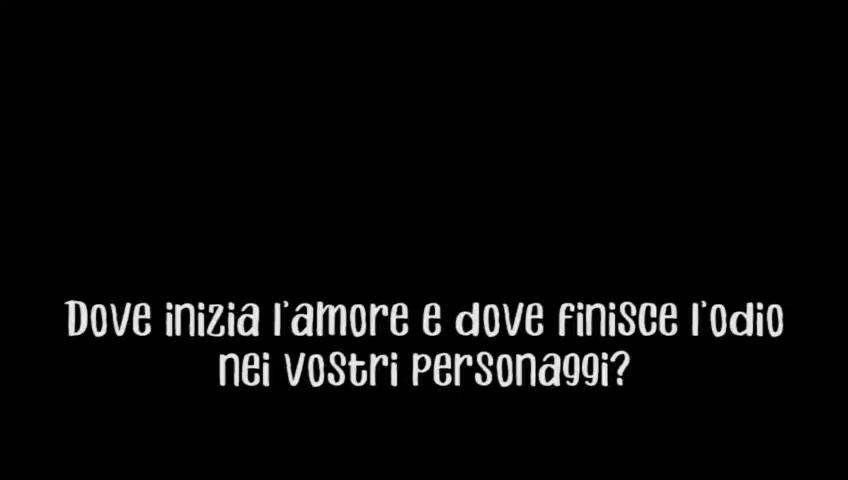 Dove inizia l'amore e dove finisce l'odio
nei vostri personaggi?